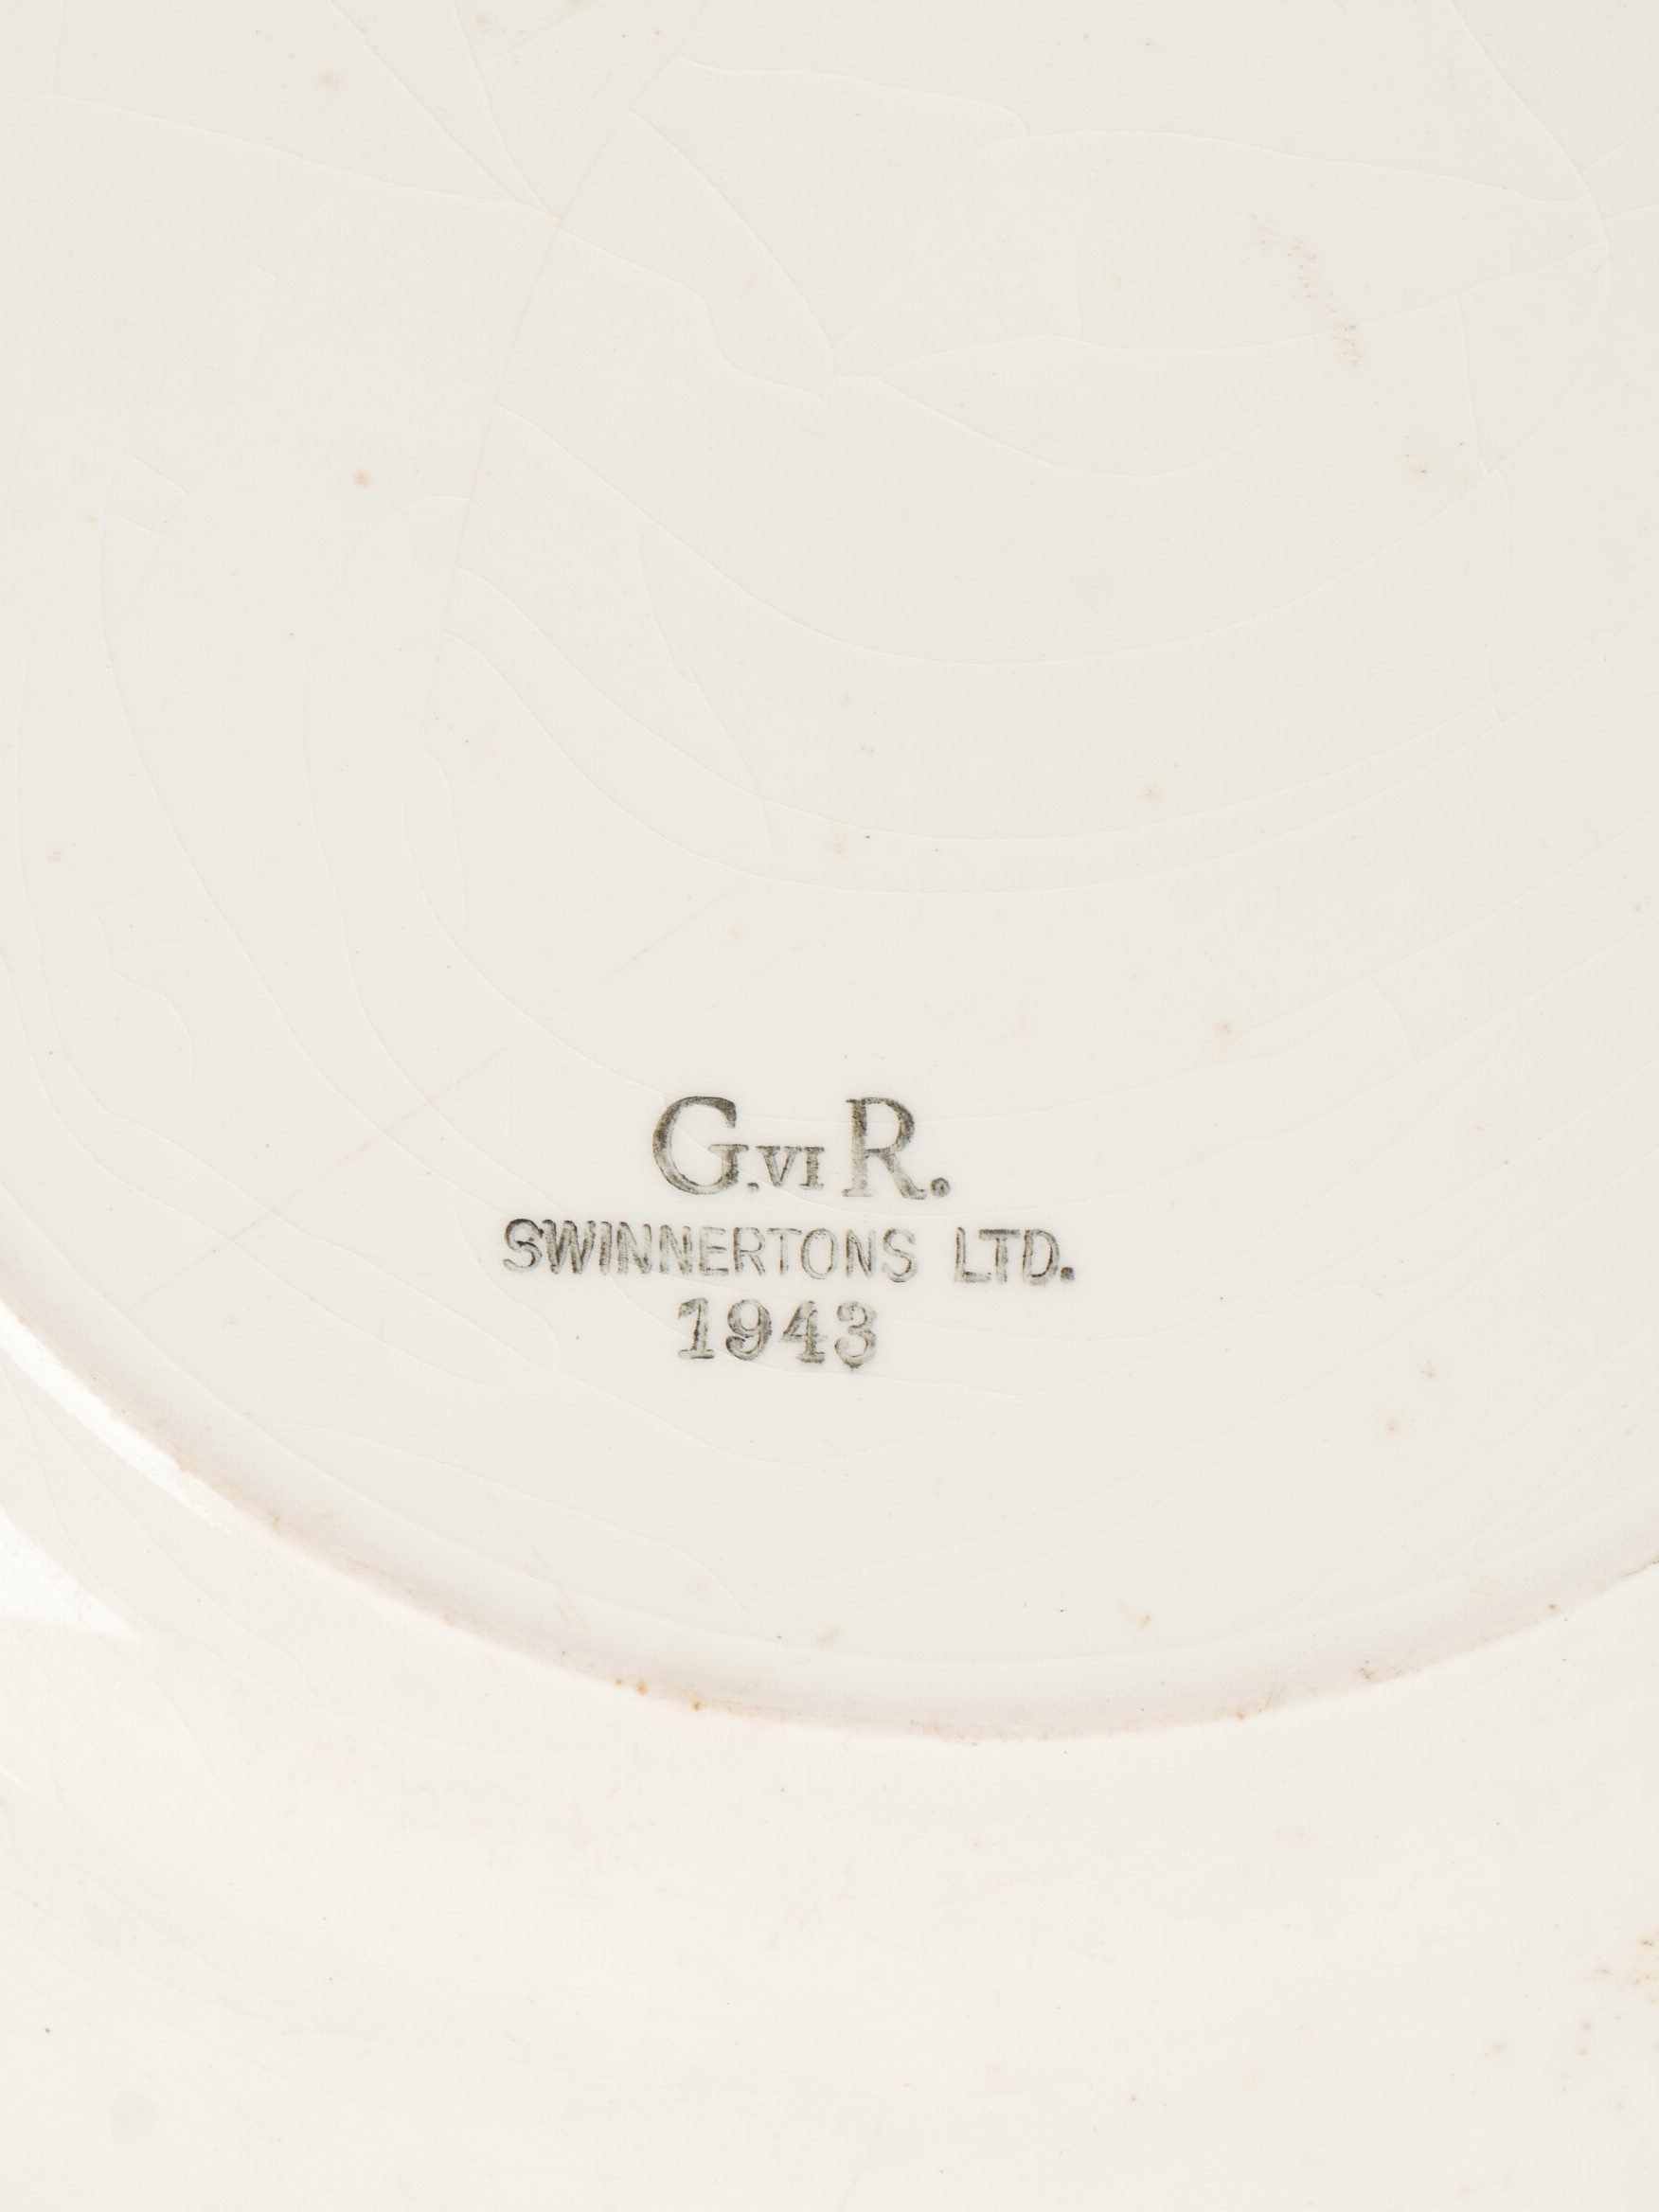 G.VI R.
SWINNERTONS LTD.
1943